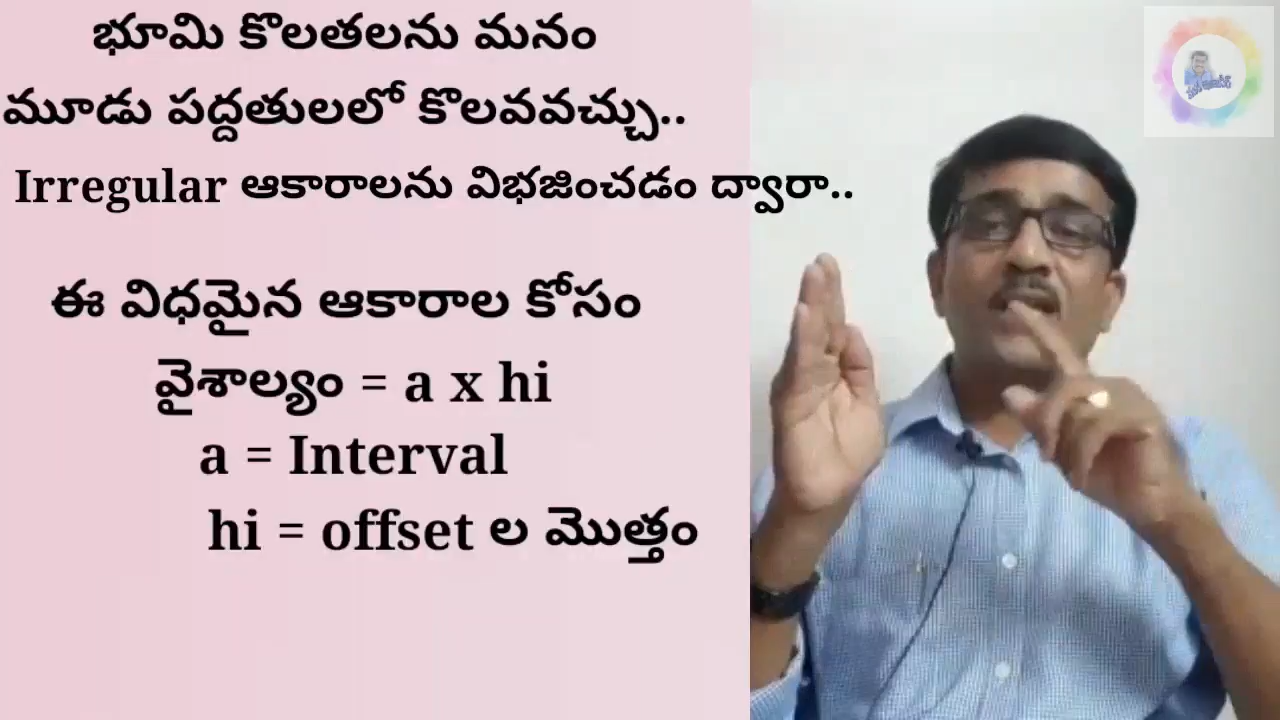 భూమి కొలతలను మనం
మూడు పద్దతులలో కొలవవచ్చు..
Irregular ఆకారాలను విభజించడం ద్వారా..
ఈ విధమైన ఆకారాల కోసం
వైశాల్యం = a x hi
a = Interval
hi = offset ల మొత్తం